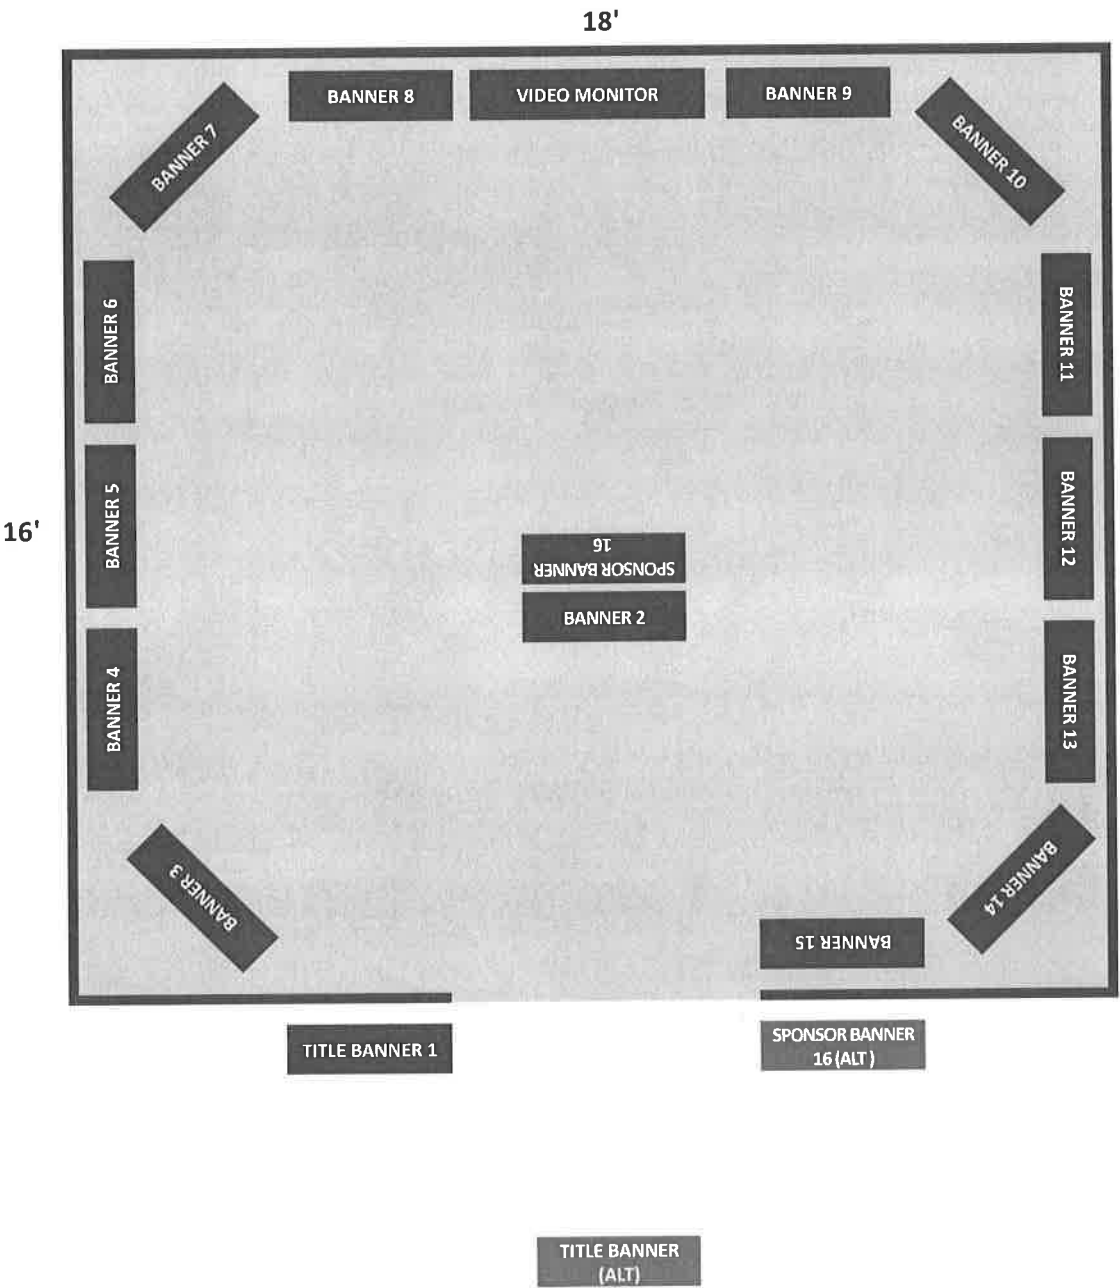 18'
BANNER 8
VIDEO MONITOR
BANNER 9
BANNER 7
BANNER 10
BANNER 6
BANNER 11
16'
BANNER 5
BANNER 12
SPONSOR BANNER
16
BANNER 2
BANNER 4
BANNER 13
BANNER 3
BANNER 14
BANNER 15
TITLE BANNER 1
SPONSOR BANNER
16 (ALT)
TITLE BANNER
(ALT)